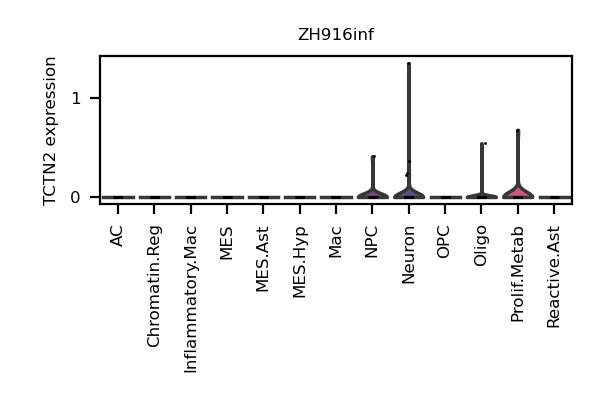 ZH916inf
TCTN2 expression
1
0
AC
Chromatin.Reg
Inflammatory.Mac
MES
MES.Ast
MES.Hyp
Mac
NPC
Neuron
OPC
Oligo
Prolif.Metab
Reactive.Ast